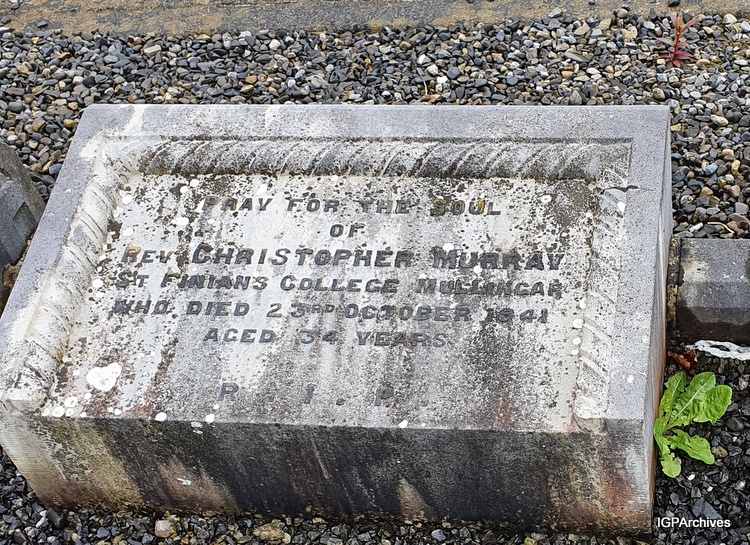 PRAY FOR THE SOUL
OF
REV. CHRISTOPHER MURRAY
ST FINIANS COLLEGE MULLINGAR
WHO DIED 23RD OCTOBER 1941
AGED 34 YEARS.
R. I. P.
IGPArchives